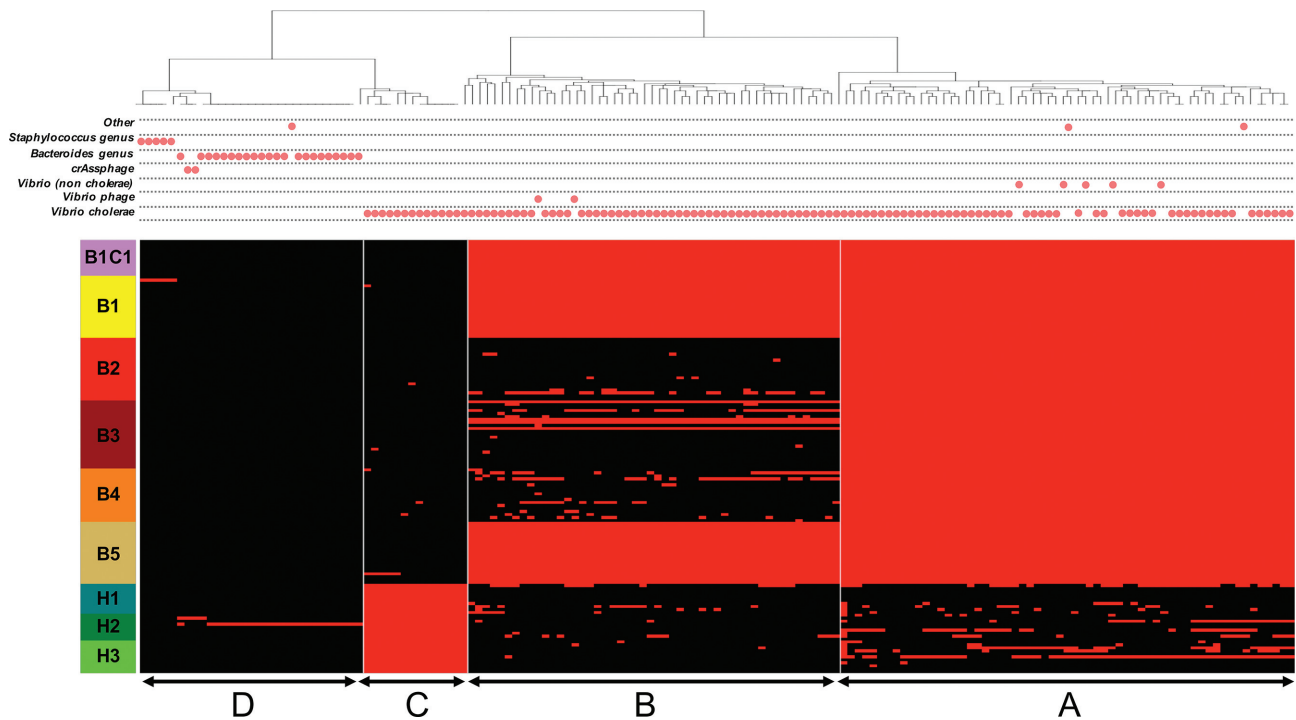 Other
Staphylococcus genus
Bacteroides genus
crAssphage
Vibrio (non cholerae)
Vibrio phage
Vibrio cholerae
B1C1
B1
B2
B3
B4
B5
H1
H2
H3
D C B A